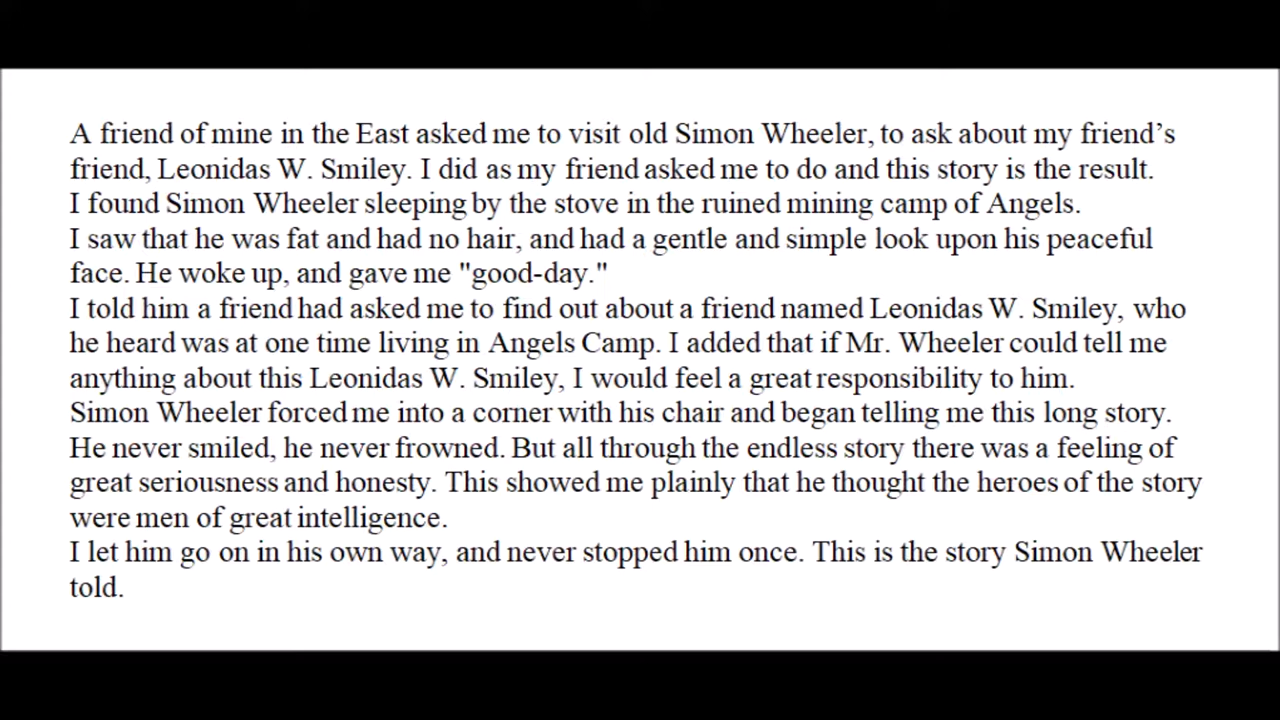 A friend of mine in the East asked me to visit old Simon Wheeler, to ask about my friend’s
friend, Leonidas W. Smiley. I did as my friend asked me to do and this story is the result.
I found Simon Wheeler sleeping by the stove in the ruined mining camp of Angels.
I saw that he was fat and had no hair, and had a gentle and simple look upon his peaceful
face. He woke up, and gave me "good-day."
I told him a friend had asked me to find out about a friend named Leonidas W. Smiley, who
he heard was at one time living in Angels Camp. I added that if Mr. Wheeler could tell me
anything about this Leonidas W. Smiley, I would feel a great responsibility to him.
Simon Wheeler forced me into a corner with his chair and began telling me this long story.
He never smiled, he never frowned. But all through the endless story there was a feeling of
great seriousness and honesty. This showed me plainly that he thought the heroes of the story
were men of great intelligence.
I let him go on in his own way, and never stopped him once. This is the story Simon Wheeler
told.